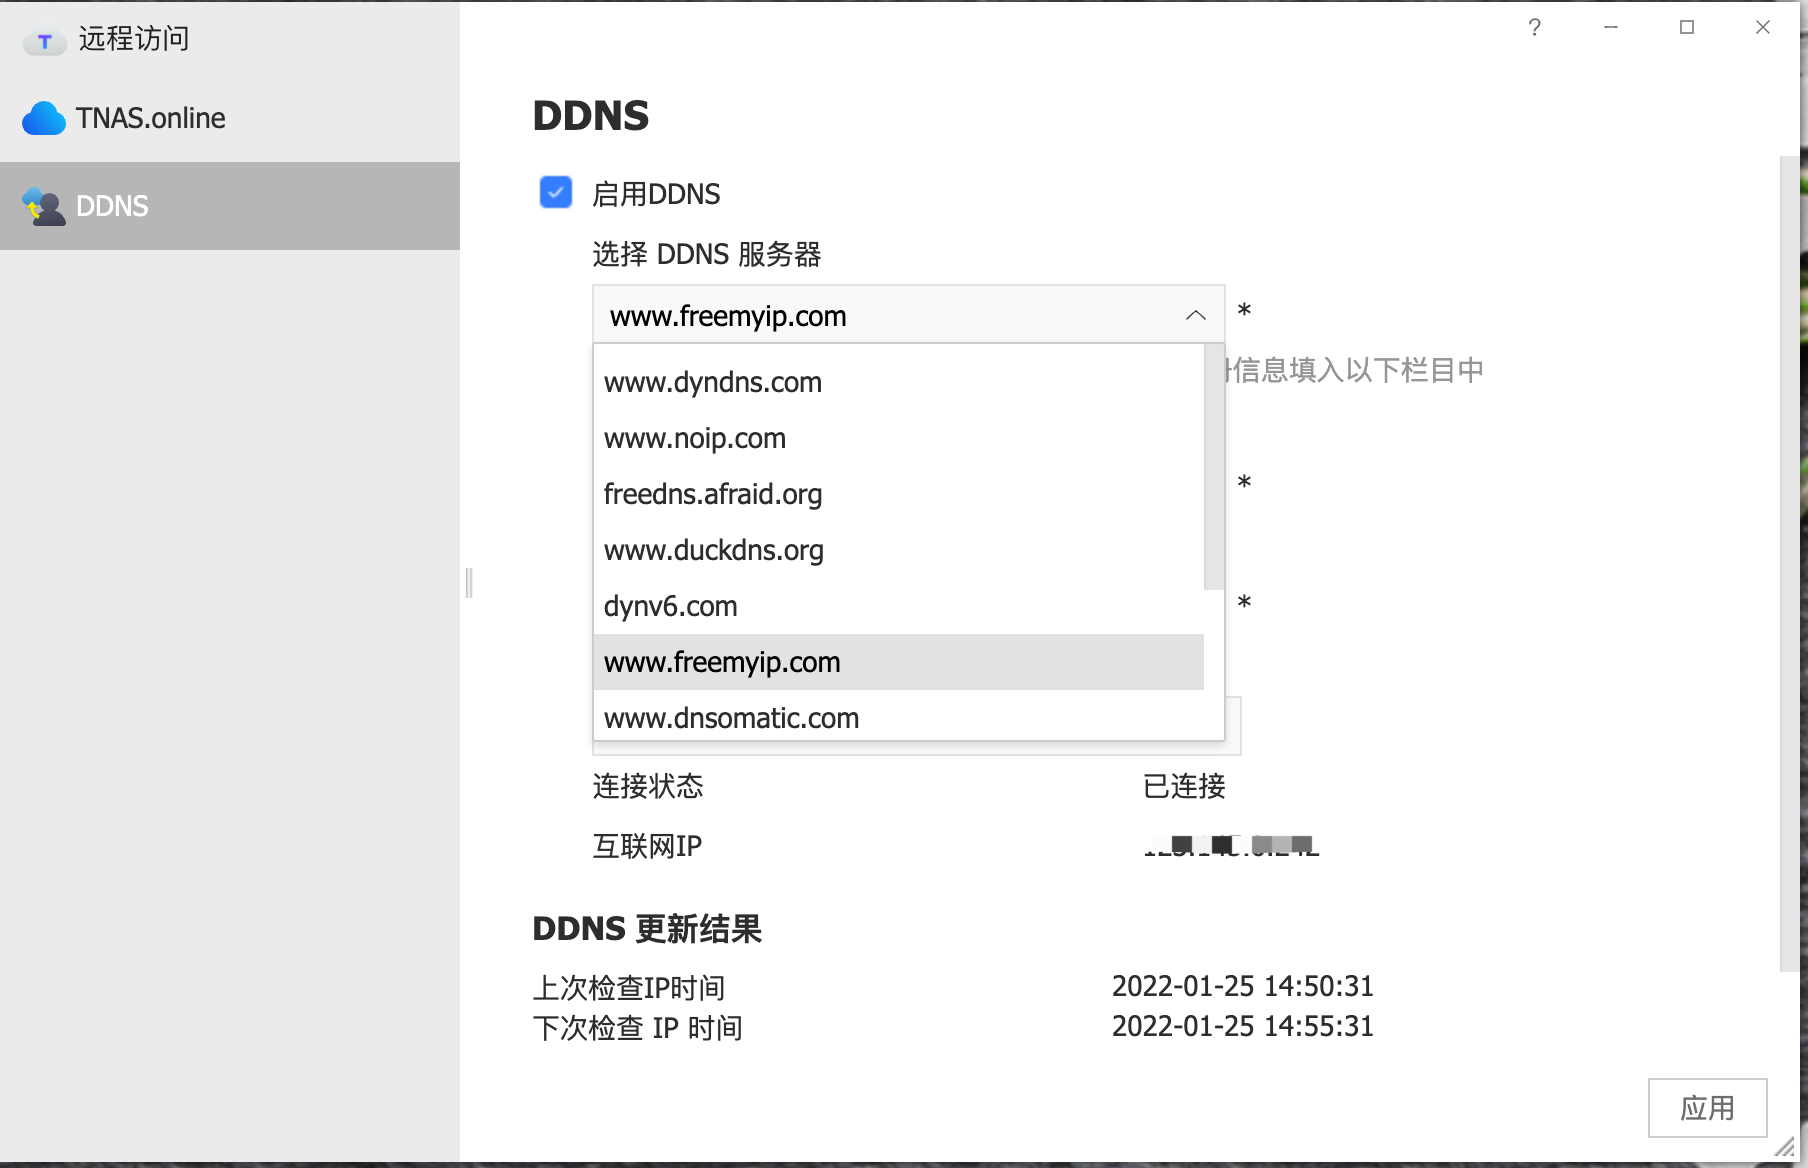 远程访问
TNAS.online
DDNS
?
DDNS
启用DDNS
选择 DDNS 服务器
www.freemyip.com
*
www.dyndns.com
信息填入以下栏目中
www.noip.com
freedns.afraid.org
*
www.duckdns.org
dynv6.com
*
www.freemyip.com
www.dnsomatic.com
连接状态
已连接
互联网IP
DDNS 更新结果
上次检查IP时间
2022-01-25 14:50:31
下次检查 IP 时间
2022-01-25 14:55:31
应用